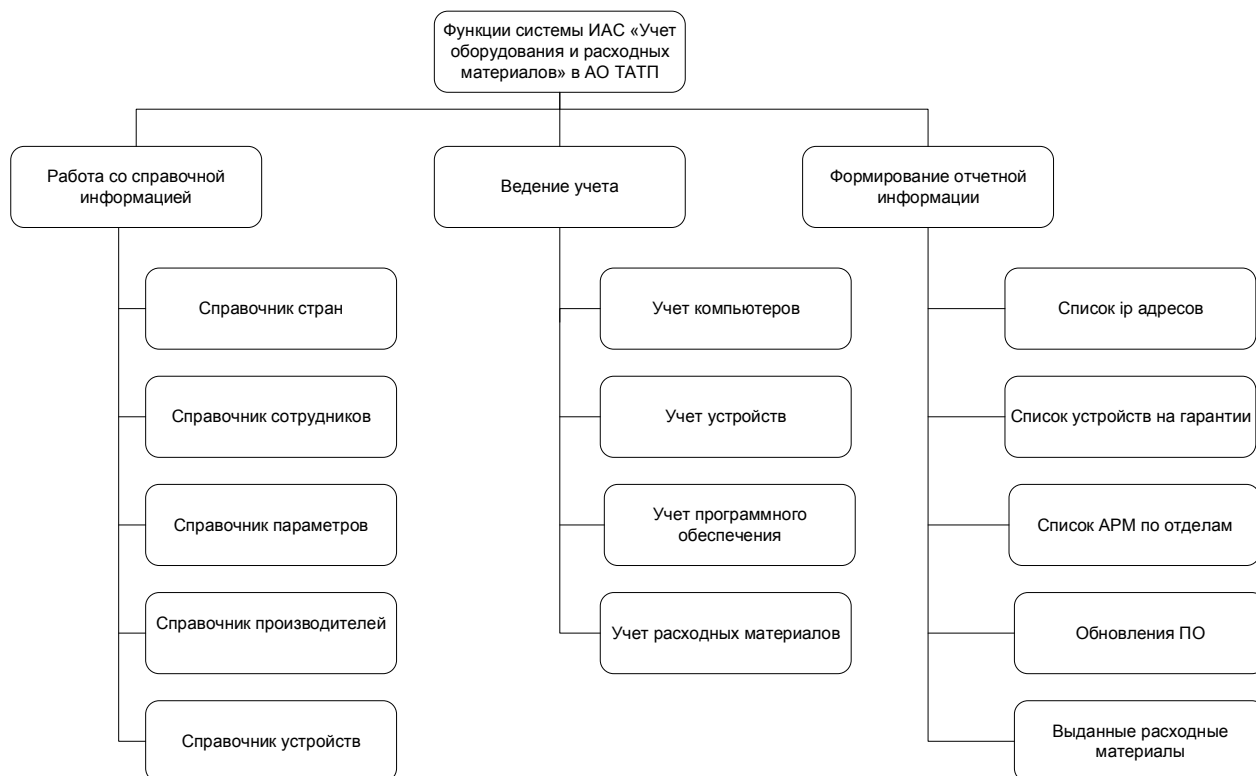 Функции системы ИАС «Учет
оборудования и расходных
материалов» в АО ТАТП
Работа со справочной
информацией
Ведение учета
Формирование отчетной
информации
Справочник стран
Учет компьютеров
Список ip адресов
Справочник сотрудников
Учет устройств
Список устройств на гарантии
Справочник параметров
Учет программного
обеспечения
Список АРМ по отделам
Справочник производителей
Учет расходных материалов
Обновления ПО
Справочник устройств
Выданные расходные
материалы